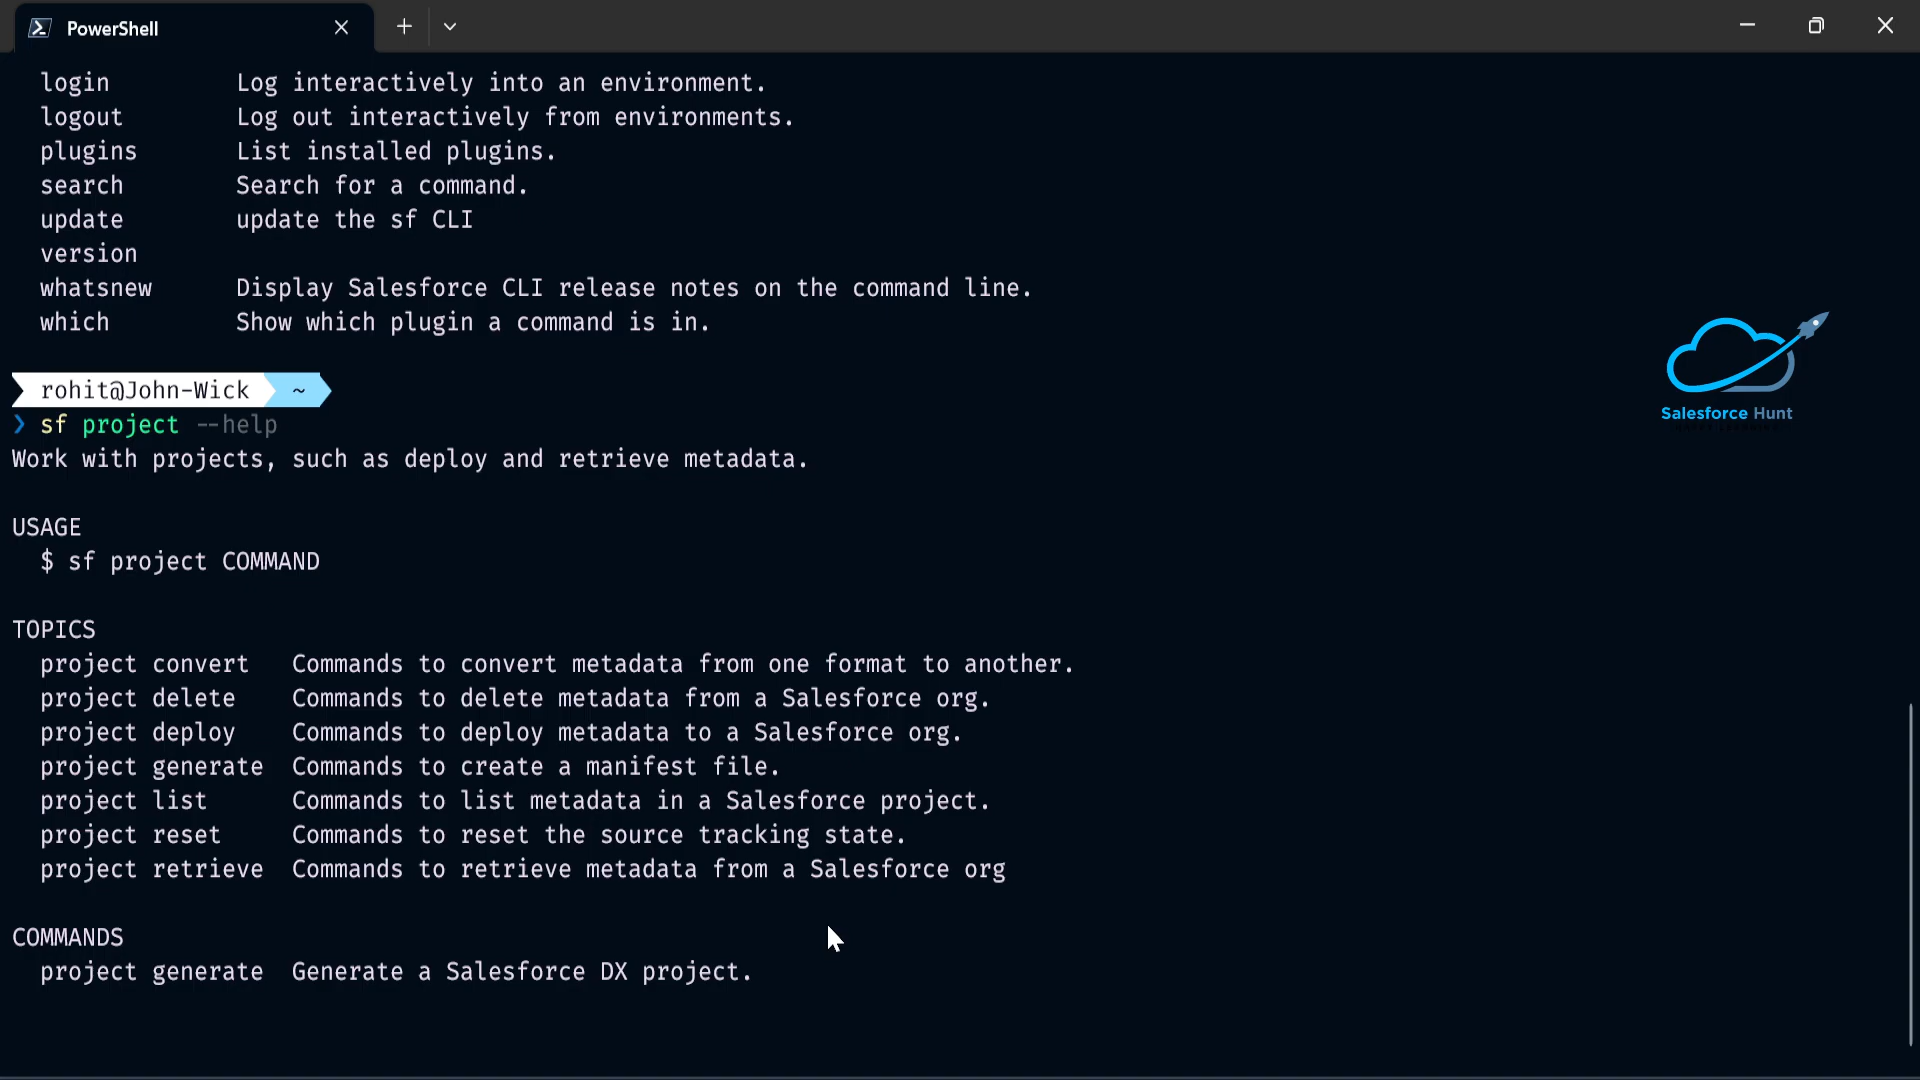 PowerShell
login Log interactively into an environment.
logout Log out interactively from environments.
plugins List installed plugins.
search Search for a command.
update update the sf CLI
version
whatsnew Display Salesforce CLI release notes on the command line.
which Show which plugin a command is in.
rohit@John-Wick ~
❯ sf project --help
Work with projects, such as deploy and retrieve metadata.
USAGE
$ sf project COMMAND
TOPICS
project convert Commands to convert metadata from one format to another.
project delete Commands to delete metadata from a Salesforce org.
project deploy Commands to deploy metadata to a Salesforce org.
project generate Commands to create a manifest file.
project list Commands to list metadata in a Salesforce project.
project reset Commands to reset the source tracking state.
project retrieve Commands to retrieve metadata from a Salesforce org
COMMANDS
project generate Generate a Salesforce DX project.
Salesforce Hunt